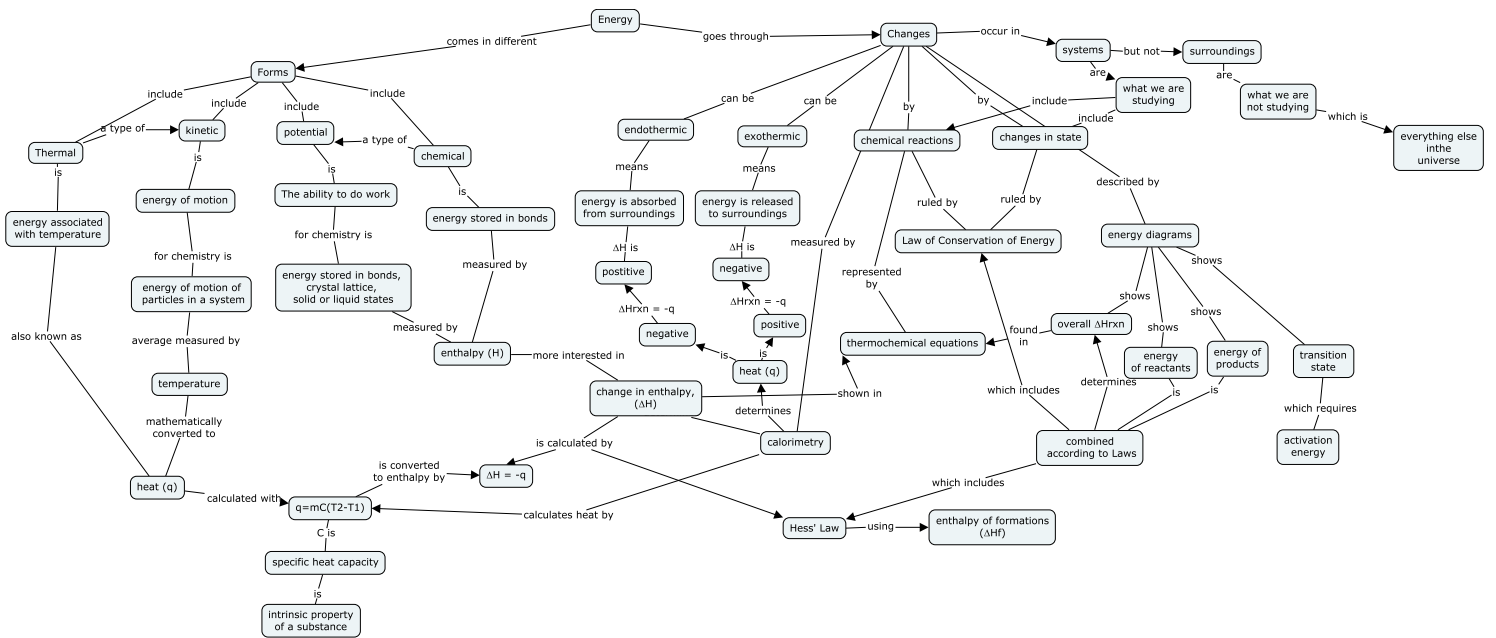 Energy
comes in different
goes through
Changes
occur in
systems
but not
surroundings
are
are
Forms
include
include
include
include
can be
can be
by
by
include
include
what we are
studying
what we are
not studying
which is
everything else
inthe
universe
Thermal
a type of
kinetic
potential
a type of
chemical
endothermic
exothermic
chemical reactions
changes in state
is
is
is
is
means
means
ruled by
ruled by
described by
energy associated
with temperature
energy of motion
The ability to do work
energy stored in bonds
energy is absorbed
from surroundings
energy is released
to surroundings
Law of Conservation of Energy
energy diagrams
for chemistry is
for chemistry is
measured by
ΔH is
ΔH is
measured by
represented
by
shows
shows
shows
shows
energy of motion of
particles in a system
energy stored in bonds,
crystal lattice,
solid or liquid states
postitive
negative
ΔHrxn = -q
ΔHrxn = -q
also known as
average measured by
measured by
enthalpy (H)
more interested in
negative
positive
is
is
heat (q)
thermochemical equations
found
in
overall ΔHrxn
energy
of reactants
energy of
products
transition
state
temperature
change in enthalpy,
(ΔH)
shown in
determines
which includes
determines
is
is
which requires
mathematically
converted to
is calculated by
calorimetry
combined
according to Laws
activation
energy
heat (q)
calculated with
is converted
to enthalpy by
ΔH = -q
which includes
q=mC(T2-T1)
calculates heat by
Hess' Law
using
enthalpy of formations
(ΔHf)
C is
specific heat capacity
is
intrinsic property
of a substance